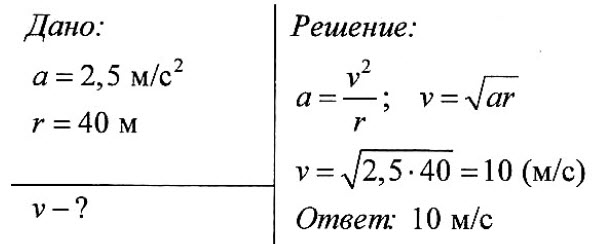 Дано:
a = 2,5 м/с²
r = 40 м
v – ?
Решение:
a = v²/r; v = √ar
v = √2,5·40 = 10 (м/с)
Ответ: 10 м/с